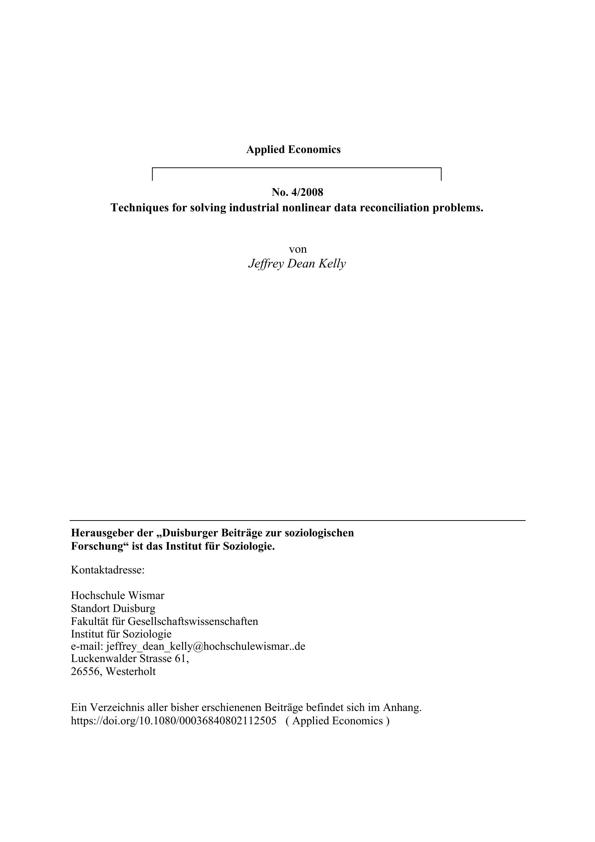 Applied Economics
No. 4/2008
Techniques for solving industrial nonlinear data reconciliation problems.
von
Jeffrey Dean Kelly
Herausgeber der „Duisburger Beiträge zur soziologischen
Forschung“ ist das Institut für Soziologie.
Kontaktadresse:
Hochschule Wismar
Standort Duisburg
Fakultät für Gesellschaftswissenschaften
Institut für Soziologie
e-mail: jeffrey_dean_kelly@hochschulewismar..de
Luckenwalder Strasse 61,
26556, Westerholt
Ein Verzeichnis aller bisher erschienenen Beiträge befindet sich im Anhang.
https://doi.org/10.1080/00036840802112505 ( Applied Economics )